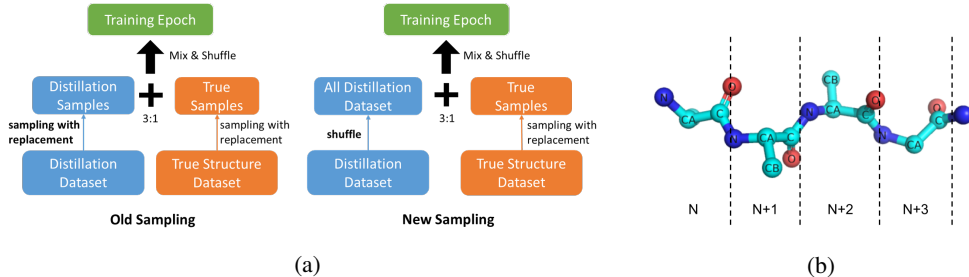 Training Epoch
Mix & Shuffle
Distillation
Samples
+
True
Samples
3:1
sampling with
replacement
sampling with
replacement
Distillation
Dataset
True Structure
Dataset
Old Sampling
Training Epoch
Mix & Shuffle
All Distillation
Dataset
+
True
Samples
3:1
shuffle
sampling with
replacement
Distillation
Dataset
True Structure
Dataset
New Sampling
(a)
N
CA
C
O
N
CA
C
O
CB
N
CA
CB
C
O
N
CA
C
O
N
N
N+1
N+2
N+3
(b)